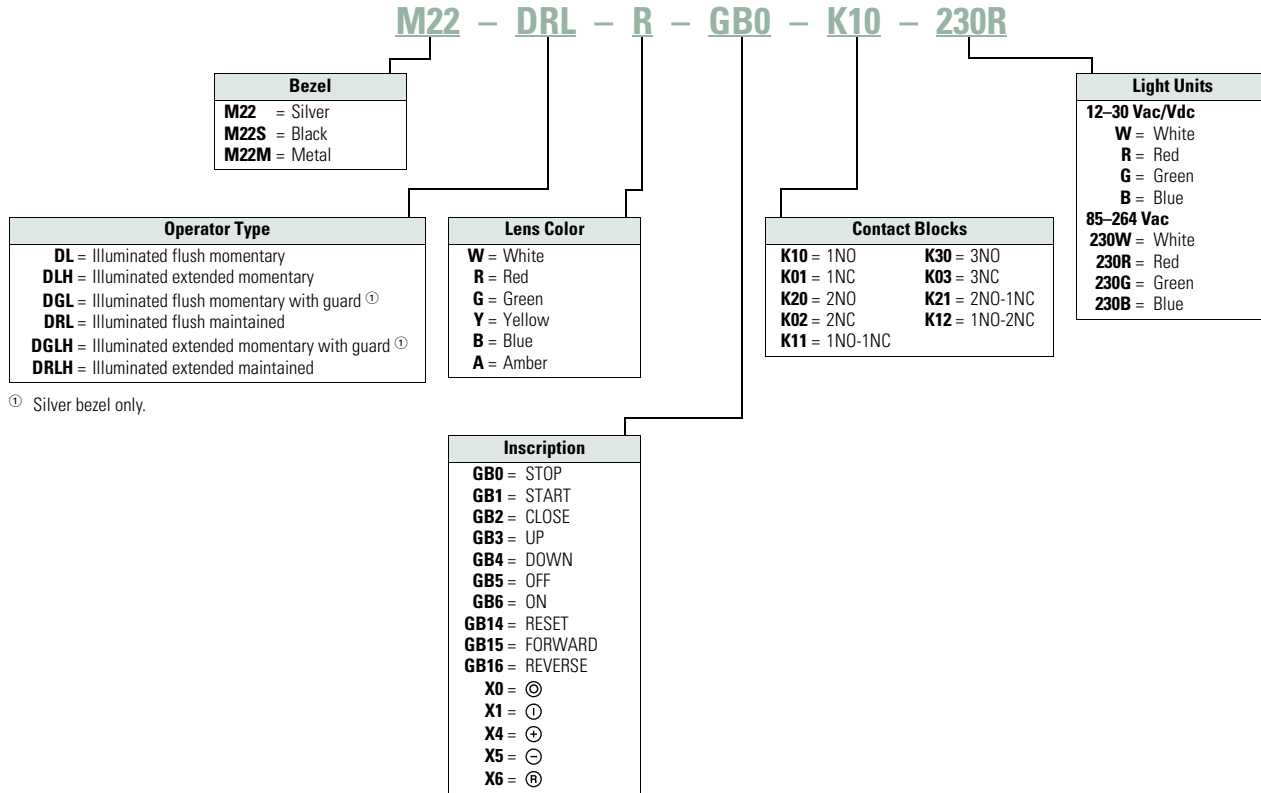 M22 – DRL – R – GB0 – K10 – 230R
Bezel
M22 = Silver
M22S = Black
M22M = Metal
Light Units
12–30 Vac/Vdc
W = White
R = Red
G = Green
B = Blue
85–264 Vac
230W = White
230R = Red
230G = Green
230B = Blue
Operator Type
DL = Illuminated flush momentary
DLH = Illuminated extended momentary
DGL = Illuminated flush momentary with guard ①
DRL = Illuminated flush maintained
DGLH = Illuminated extended momentary with guard ①
DRLH = Illuminated extended maintained
① Silver bezel only.
Lens Color
W = White
R = Red
G = Green
Y = Yellow
B = Blue
A = Amber
Contact Blocks
K10 = 1NO K30 = 3NO
K01 = 1NC K03 = 3NC
K20 = 2NO K21 = 2NO-1NC
K02 = 2NC K12 = 1NO-2NC
K11 = 1NO-1NC
Inscription
GB0 = STOP
GB1 = START
GB2 = CLOSE
GB3 = UP
GB4 = DOWN
GB5 = OFF
GB6 = ON
GB14 = RESET
GB15 = FORWARD
GB16 = REVERSE
X0 = ◎
X1 = Ⓘ
X4 = ⊕
X5 = ⊖
X6 = Ⓡ